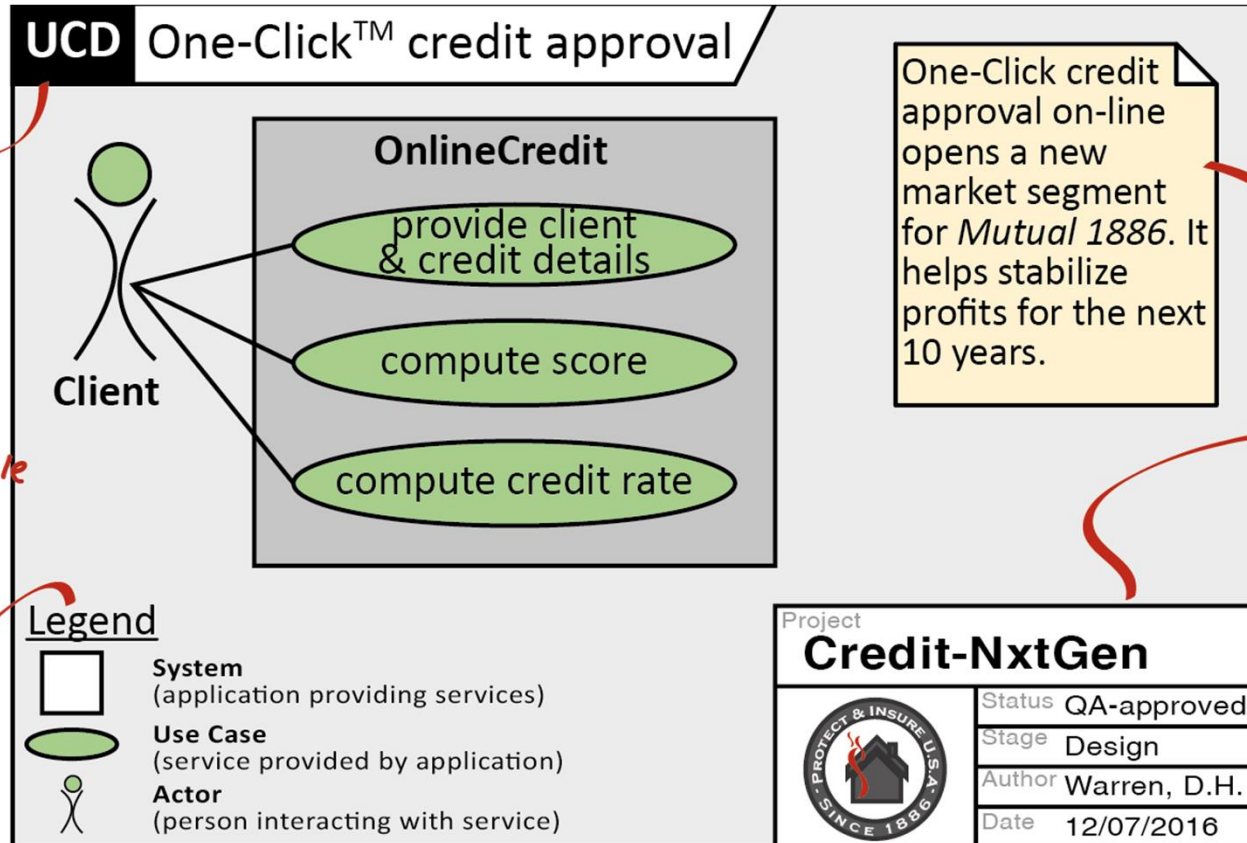 UCD One-Click™ credit approval
OnlineCredit
provide client
& credit details
compute score
compute credit rate
Client
One-Click credit
approval on-line
opens a new
market segment
for Mutual 1886. It
helps stabilize
profits for the next
10 years.
Legend
System
(application providing services)
Use Case
(service provided by application)
Actor
(person interacting with service)
Project
Credit-NxtGen
PROTECT & INSURE U.S.A.
SINCE 1886
Status QA-approved
Stage Design
Author Warren, D.H.
Date 12/07/2016